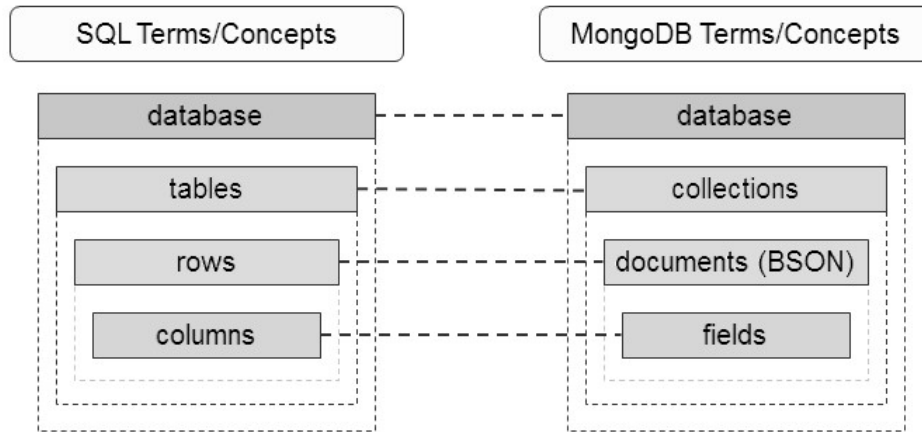 SQL Terms/Concepts
MongoDB Terms/Concepts
database
database
tables
collections
rows
documents (BSON)
columns
fields